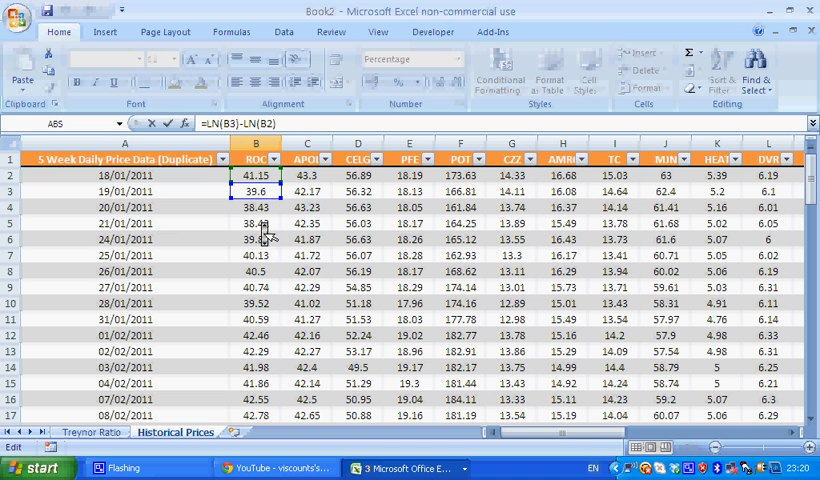 Book2 - Microsoft Excel non-commercial use
Home Insert Page Layout Formulas Data Review View Developer Add-Ins
Paste
Percentage
Conditional Formatting Format as Table Cell Styles
Insert
Delete
Format
Sort & Filter Find & Select
Clipboard Font Alignment Number Styles Cells Editing
ABS =LN(B3)-LN(B2)
A B C D E F G H I J K L
1 5 Week Daily Price Data (Duplicate) ROC APOL CELG PFE POT CZZ AMRN TC MJN HEAT DVR
2 18/01/2011 41.15 43.3 56.89 18.19 173.63 14.33 16.68 15.03 63 5.39 6.19
3 19/01/2011 39.6 42.17 56.32 18.13 166.81 14.11 16.08 14.64 62.4 5.2 6.1
4 20/01/2011 38.43 43.23 56.63 18.05 161.84 13.74 16.37 14.14 61.41 5.16 6.01
5 21/01/2011 42.35 56.03 18.17 164.25 13.89 15.49 13.78 61.68 5.02 6.05
6 24/01/2011 41.87 56.63 18.26 165.12 13.55 16.43 13.73 61.6 5.07 6
7 25/01/2011 40.13 41.72 56.07 18.28 162.93 13.3 16.17 13.41 60.71 5.05 6.02
8 26/01/2011 40.5 42.07 56.19 18.17 168.62 13.11 16.29 13.94 60.02 5.06 6.19
9 27/01/2011 40.74 42.29 54.85 18.29 174.14 13.01 15.73 13.71 59.61 5.03 6.31
10 28/01/2011 39.52 41.02 51.18 17.96 174.16 12.89 15.01 13.43 58.31 4.91 6.11
11 31/01/2011 40.59 41.27 51.53 18.21 177.78 12.98 15.49 13.54 57.97 4.76 6.14
12 01/02/2011 42.46 42.16 52.24 19.02 182.77 13.78 15.16 14.2 57.9 4.98 6.33
13 02/02/2011 42.29 42.27 53.17 18.96 182.91 13.86 15.29 14.09 57.54 4.98 6.31
14 03/02/2011 41.98 42.4 49.5 19.17 182.17 13.75 14.99 14.4 58.79 5 6.25
15 04/02/2011 41.86 42.14 51.29 19.3 181.44 13.43 14.92 14.24 58.74 5 6.21
16 07/02/2011 42.55 42.5 50.95 19.04 184.11 13.5 15.11 14.23 59.2 5.07 6.3
17 08/02/2011 42.78 42.65 50.88 19.16 181.19 13.54 15.19 14.04 60.07 5.06 6.29
Treynor Ratio Historical Prices
Edit 100%
start Flashing YouTube - viscounts's... 3 Microsoft Office E... EN 23:20